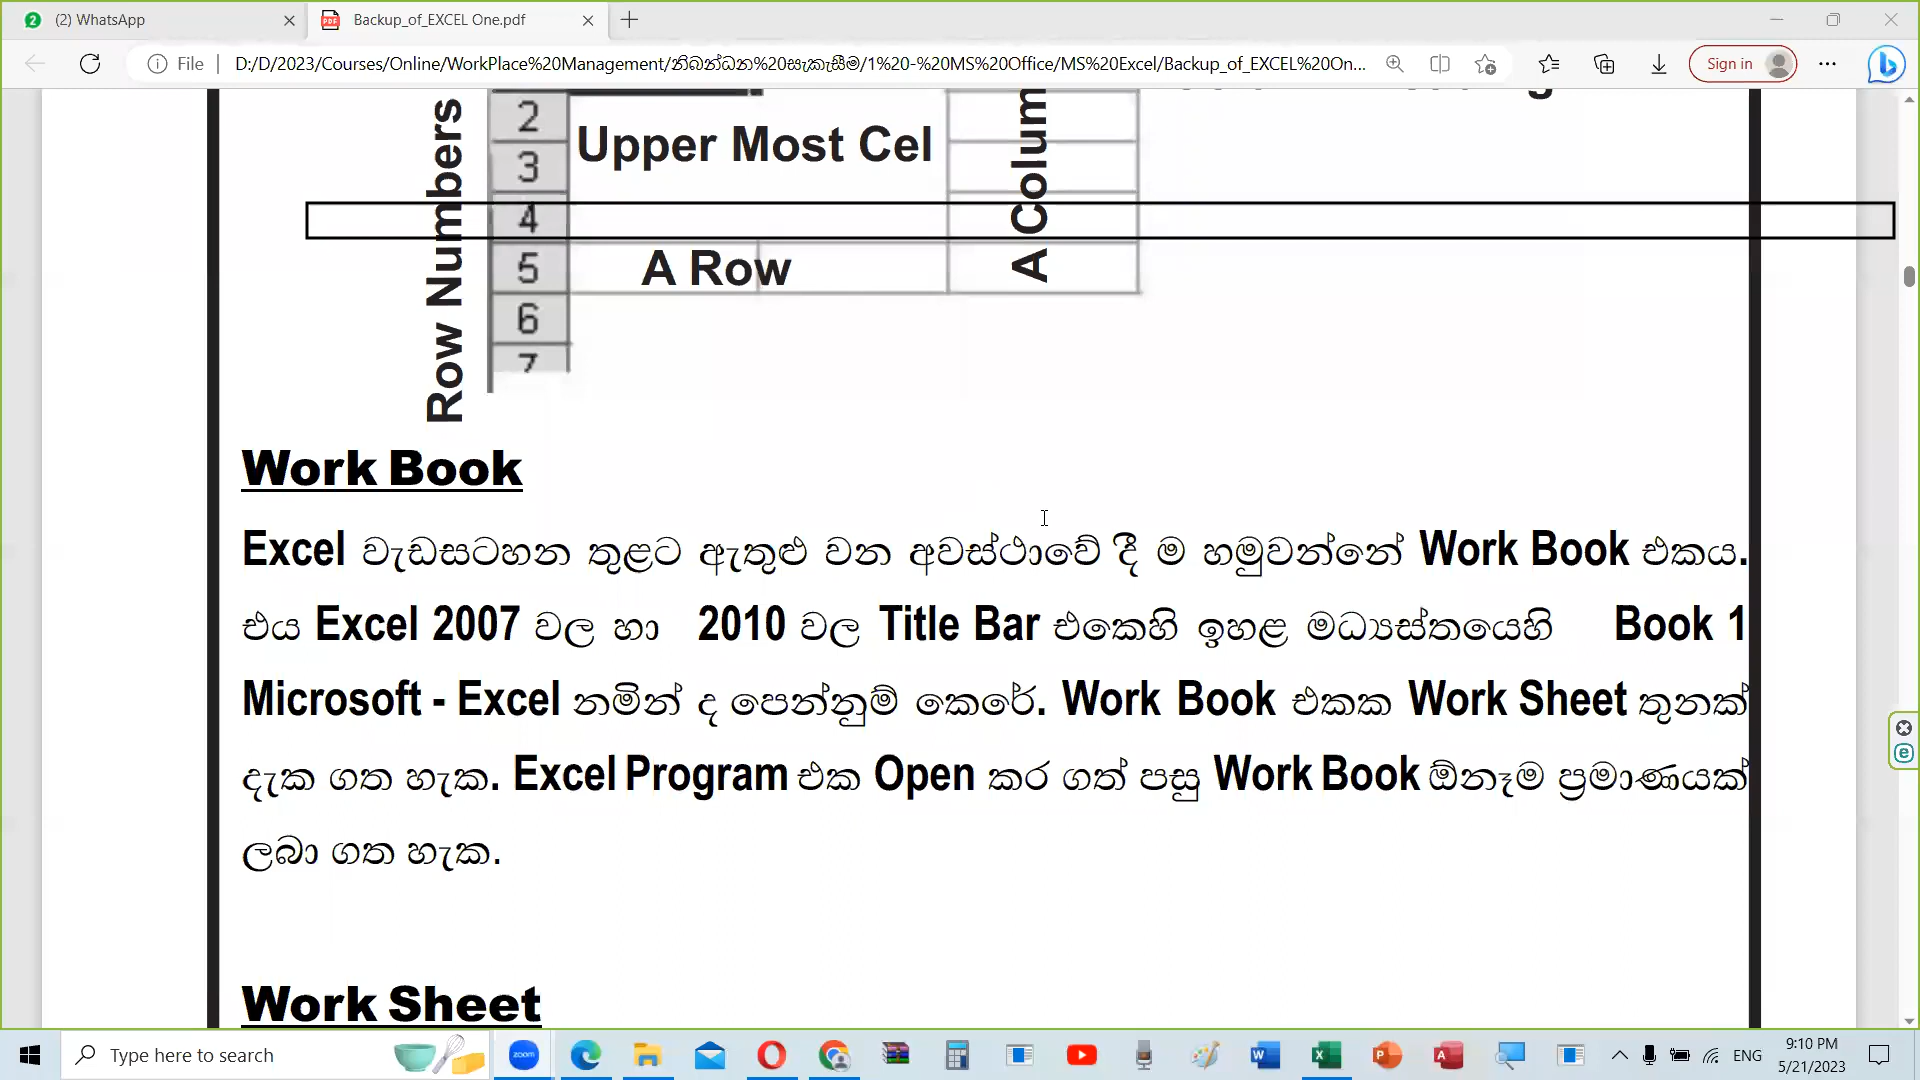 (2) WhatsApp
Backup_of_EXCEL One.pdf
File
D:/D/2023/Courses/Online/WorkPlace%20Management/නිබන්ධන%20සැකැසීම/1%20-%20MS%20Office/MS%20Excel/Backup_of_EXCEL%20On...
Sign in
Row Numbers
2
3
4
5
6
7
Upper Most Cel
A Row
A Colum
Work Book
Excel වැඩසටහන තුළට ඇතුළු වන අවස්ථාවේ දී ම හමුවන්නේ Work Book එකය.
එය Excel 2007 වල හා 2010 වල Title Bar එකෙහි ඉහළ මධ්‍යස්තයෙහි Book 1
Microsoft - Excel නමින් ද පෙන්නුම් කෙරේ. Work Book එකක Work Sheet තුනක්
දැක ගත හැක. Excel Program එක Open කර ගත් පසු Work Book ඕනෑම ප්‍රමාණයක්
ලබා ගත හැක.
Work Sheet
Type here to search
zoom
ENG
9:10 PM
5/21/2023